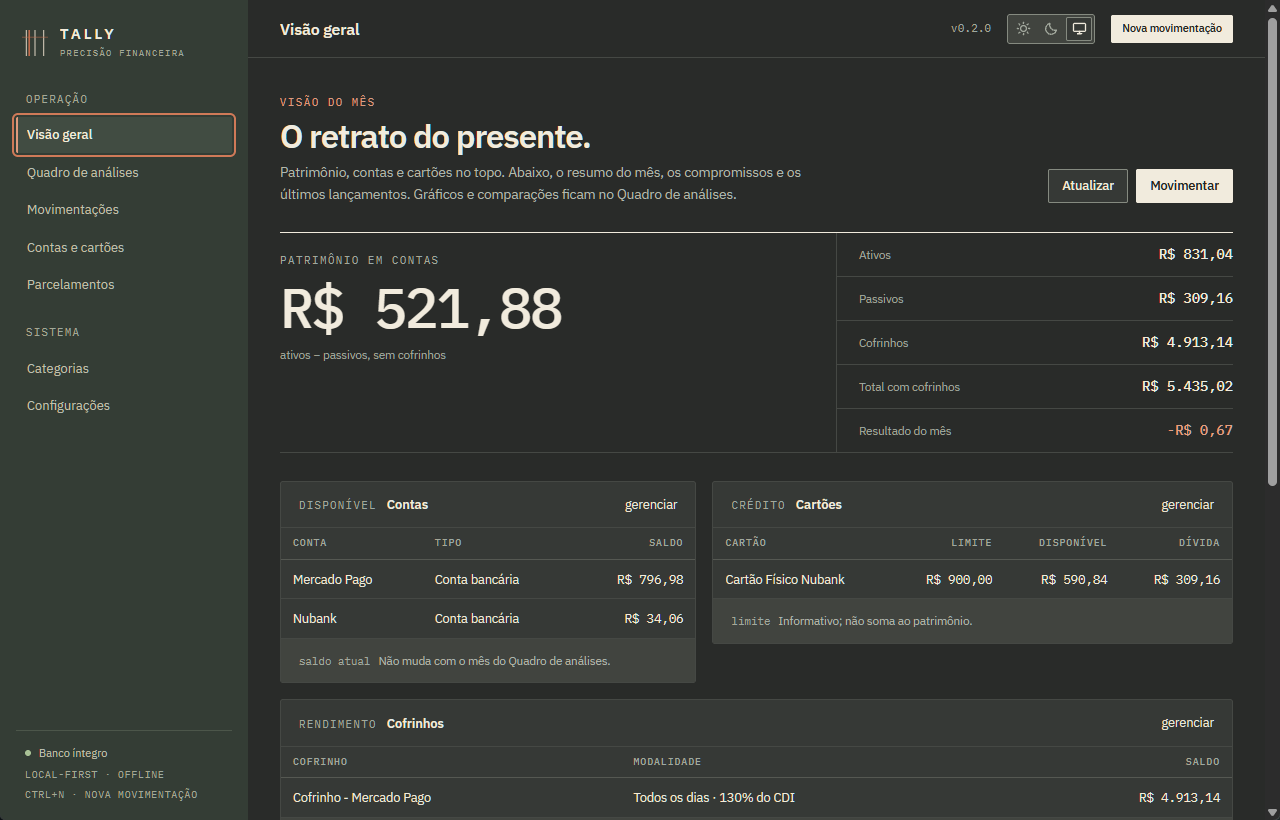 TALLY
PRECISÃO FINANCEIRA
OPERAÇÃO
Visão geral
Quadro de análises
Movimentações
Contas e cartões
Parcelamentos
SISTEMA
Categorias
Configurações
Banco íntegro
LOCAL-FIRST · OFFLINE
CTRL+N · NOVA MOVIMENTAÇÃO
Visão geral
v0.2.0
Nova movimentação
VISÃO DO MÊS
O retrato do presente.
Patrimônio, contas e cartões no topo. Abaixo, o resumo do mês, os compromissos e os
últimos lançamentos. Gráficos e comparações ficam no Quadro de análises.
Atualizar
Movimentar
PATRIMÔNIO EM CONTAS
R$ 521,88
ativos − passivos, sem cofrinhos
Ativos R$ 831,04
Passivos R$ 309,16
Cofrinhos R$ 4.913,14
Total com cofrinhos R$ 5.435,02
Resultado do mês -R$ 0,67
DISPONÍVEL Contas gerenciar
CONTA TIPO SALDO
Mercado Pago Conta bancária R$ 796,98
Nubank Conta bancária R$ 34,06
saldo atual Não muda com o mês do Quadro de análises.
CRÉDITO Cartões gerenciar
CARTÃO LIMITE DISPONÍVEL DÍVIDA
Cartão Físico Nubank R$ 900,00 R$ 590,84 R$ 309,16
limite Informativo; não soma ao patrimônio.
RENDIMENTO Cofrinhos gerenciar
COFRINHO MODALIDADE SALDO
Cofrinho - Mercado Pago Todos os dias · 130% do CDI R$ 4.913,14